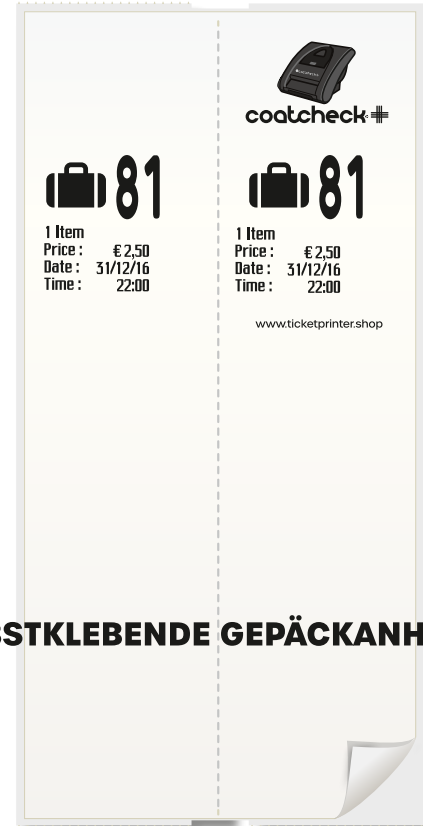 81
1 Item
Price : € 2,50
Date : 31/12/16
Time : 22:00
coatcheck
81
1 Item
Price : € 2,50
Date : 31/12/16
Time : 22:00
www.ticketprinter.shop
STKLEBENDE GEPÄCKANH